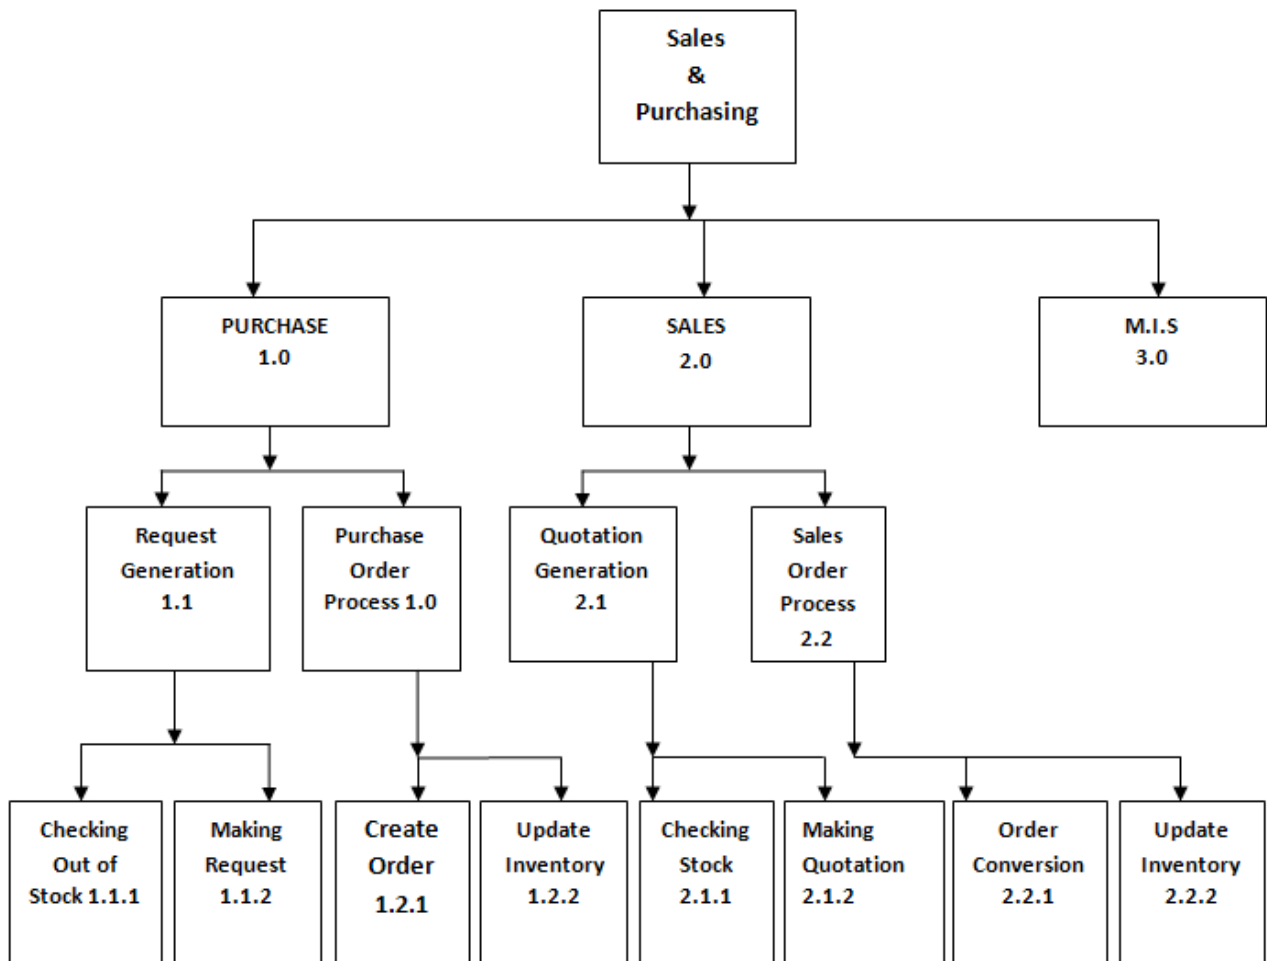 Sales
&
Purchasing
PURCHASE
1.0
SALES
2.0
M.I.S
3.0
Request
Generation
1.1
Purchase
Order
Process 1.0
Quotation
Generation
2.1
Sales
Order
Process
2.2
Checking
Out of
Stock 1.1.1
Making
Request
1.1.2
Create
Order
1.2.1
Update
Inventory
1.2.2
Checking
Stock
2.1.1
Making
Quotation
2.1.2
Order
Conversion
2.2.1
Update
Inventory
2.2.2